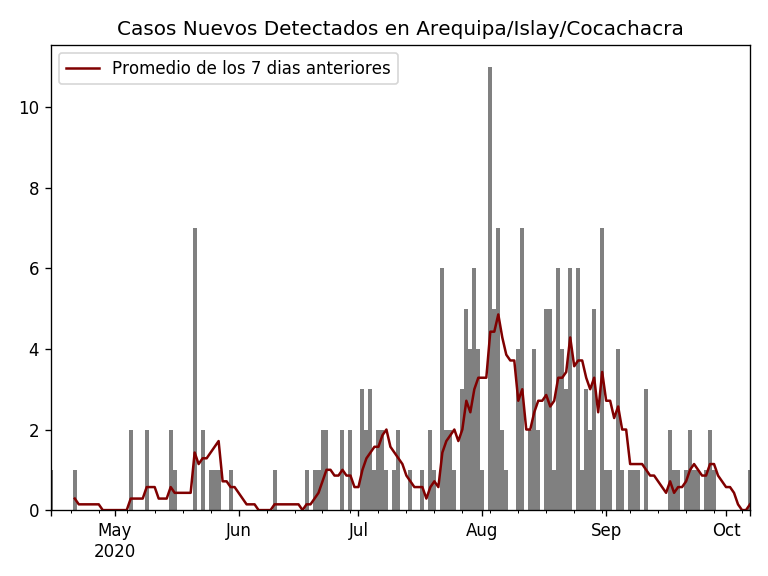 Casos Nuevos Detectados en Arequipa/Islay/Cocachacra
Promedio de los 7 dias anteriores
10
8
6
4
2
0
May Jun Jul Aug Sep Oct
2020